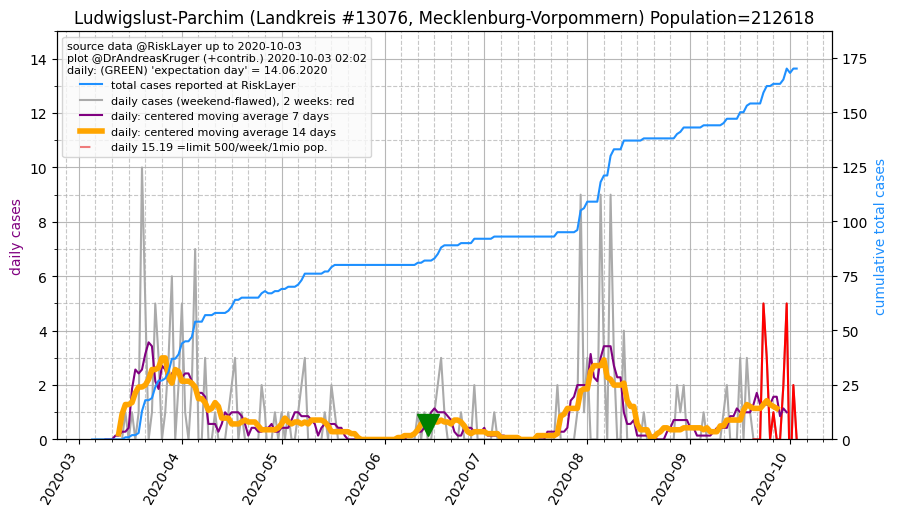 Ludwigslust-Parchim (Landkreis #13076, Mecklenburg-Vorpommern) Population=212618
source data @RiskLayer up to 2020-10-03
plot @DrAndreasKruger (+contrib.) 2020-10-03 02:02
daily: (GREEN) 'expectation day' = 14.06.2020
total cases reported at RiskLayer
daily cases (weekend-flawed), 2 weeks: red
daily: centered moving average 7 days
daily: centered moving average 14 days
daily 15.19 =limit 500/week/1mio pop.
daily cases
14
12
10
8
6
4
2
0
175
150
125
100
75
50
25
0
cumulative total cases
2020-03
2020-04
2020-05
2020-06
2020-07
2020-08
2020-09
2020-10